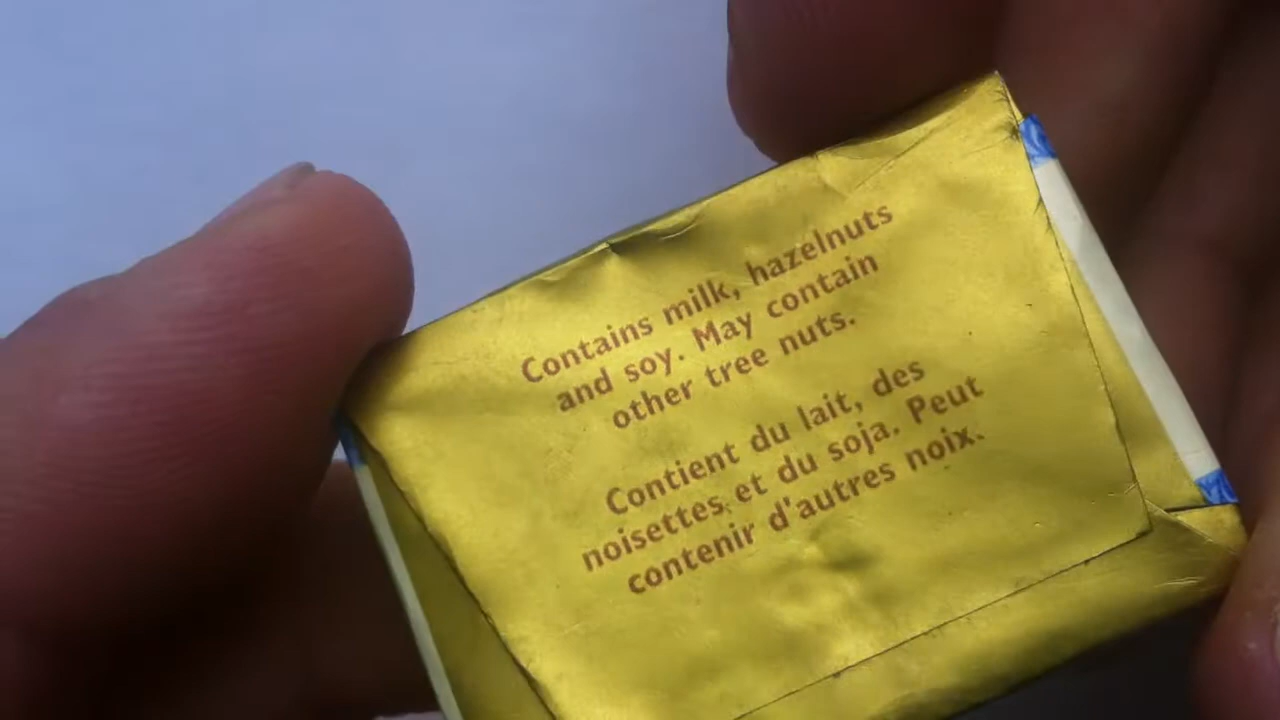 Contains milk, hazelnuts
and soy. May contain
other tree nuts.
Contient du lait, des
noisettes et du soja. Peut
contenir d'autres noix.